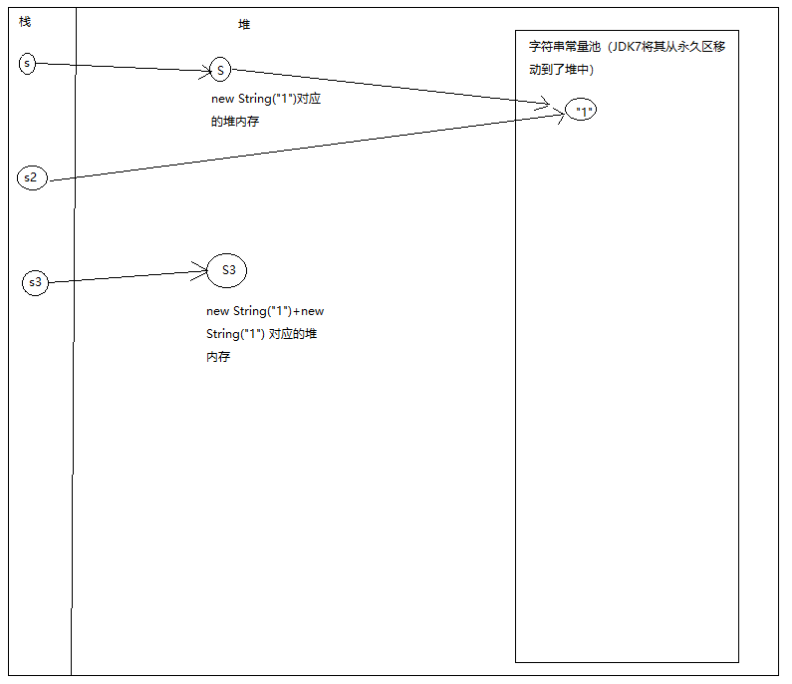 栈
堆
字符串常量池（JDK7将其从永久区移
动到了堆中）
s
S
"1"
new String("1")对应
的堆内存
s2
s3
S3
new String("1")+new
String("1") 对应的堆
内存